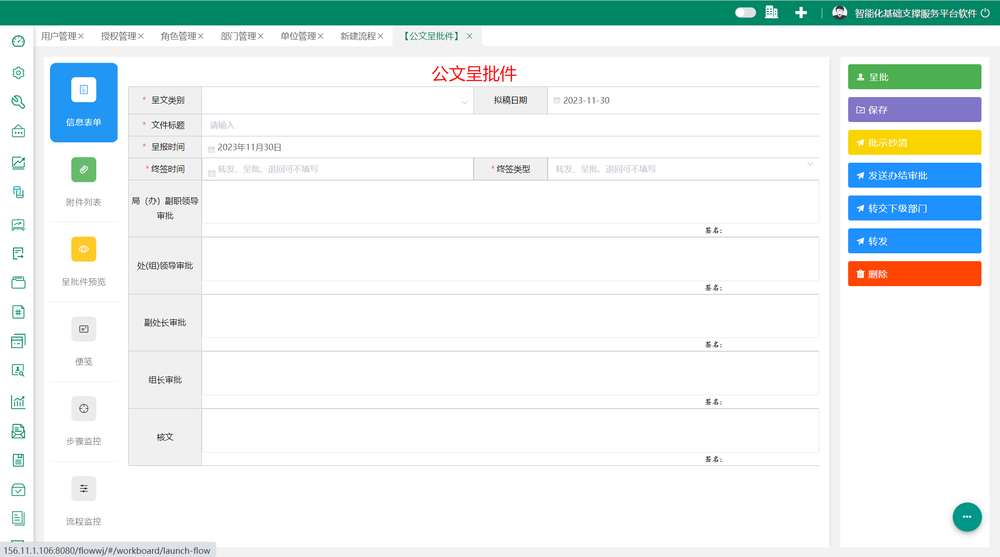 智能化基础支撑服务平台软件
用户管理 授权管理 角色管理 部门管理 单位管理 新建流程 【公文呈批件】
信息表单
附件列表
呈批件预览
便笺
步骤监控
流程监控
公文呈批件
* 呈文类别 拟稿日期 2023-11-30
* 文件标题 请输入
* 呈报时间 2023年11月30日
* 终签时间 转发、呈批、退回可不填写 * 终签类型 转发、呈批、退回可不填写
局（办）副职领导
审批
签名：
处(组)领导审批
签名：
副处长审批
签名：
组长审批
签名：
核文
签名：
呈批
保存
批示抄清
发送办结审批
转交下级部门
转发
删除
156.11.1.106:8080/flowwj/#/workboard/launch-flow